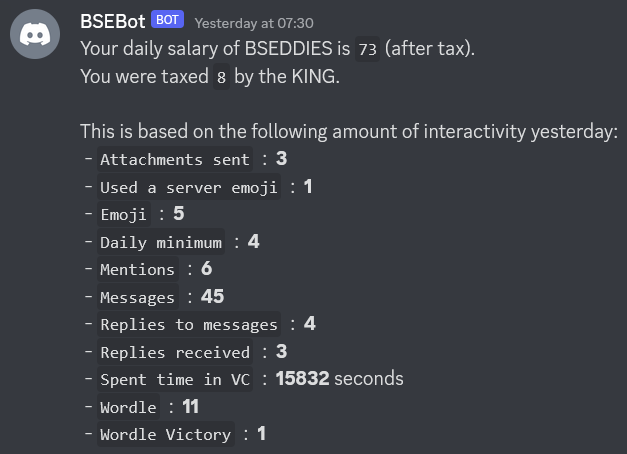 BSEBot BOT Yesterday at 07:30
Your daily salary of BSEDDIES is 73 (after tax).
You were taxed 8 by the KING.
This is based on the following amount of interactivity yesterday:
- Attachments sent : 3
- Used a server emoji : 1
- Emoji : 5
- Daily minimum : 4
- Mentions : 6
- Messages : 45
- Replies to messages : 4
- Replies received : 3
- Spent time in VC : 15832 seconds
- Wordle : 11
- Wordle Victory : 1